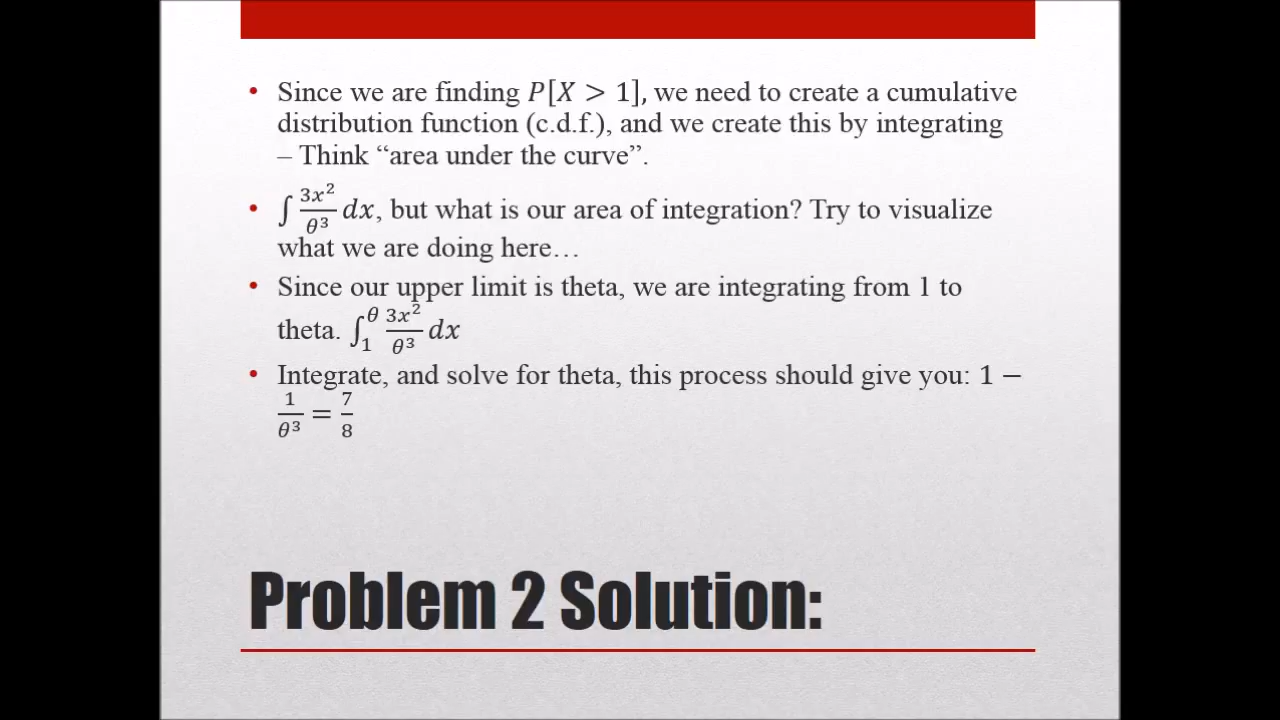 • Since we are finding 𝑃[𝑋 > 1], we need to create a cumulative
distribution function (c.d.f.), and we create this by integrating
– Think “area under the curve”.
• ∫ 3𝑥²/𝜃³ 𝑑𝑥, but what is our area of integration? Try to visualize
what we are doing here…
• Since our upper limit is theta, we are integrating from 1 to
theta. ∫₁^𝜃 3𝑥²/𝜃³ 𝑑𝑥
• Integrate, and solve for theta, this process should give you: 1 −
1/𝜃³ = 7/8
Problem 2 Solution: